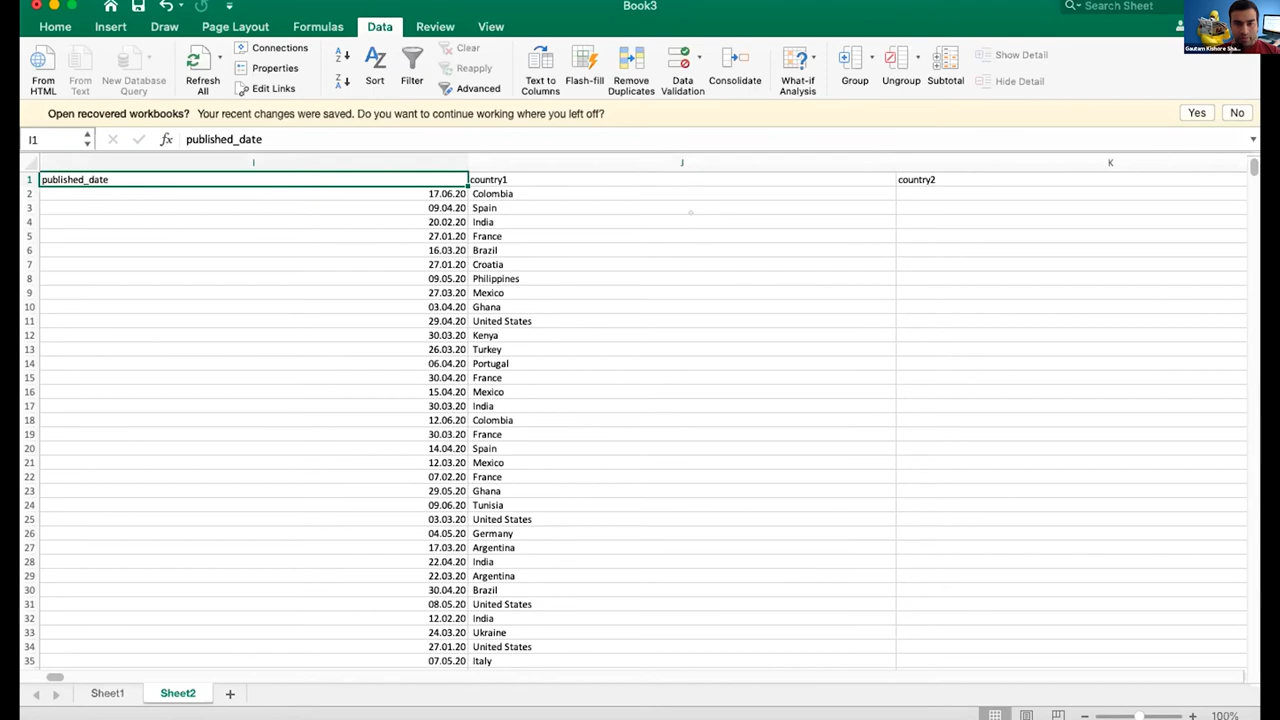 Book3
Search Sheet
Home Insert Draw Page Layout Formulas Data Review View
From HTML
From Text
New Database Query
Refresh All
Connections
Properties
Edit Links
Sort
Filter
Clear
Reapply
Advanced
Text to Columns
Flash-fill
Remove Duplicates
Data Validation
Consolidate
What-if Analysis
Group
Ungroup
Subtotal
Show Detail
Hide Detail
Gautam Kishore
Open recovered workbooks? Your recent changes were saved. Do you want to continue working where you left off? Yes No
I1 fx published_date
I J K
1 published_date country1 country2
2 17.06.20 Colombia
3 09.04.20 Spain
4 20.02.20 India
5 27.01.20 France
6 16.03.20 Brazil
7 27.01.20 Croatia
8 09.05.20 Philippines
9 27.03.20 Mexico
10 03.04.20 Ghana
11 29.04.20 United States
12 30.03.20 Kenya
13 26.03.20 Turkey
14 06.04.20 Portugal
15 30.04.20 France
16 15.04.20 Mexico
17 30.03.20 India
18 12.06.20 Colombia
19 30.03.20 France
20 14.04.20 Spain
21 12.03.20 Mexico
22 07.02.20 France
23 29.05.20 Ghana
24 09.06.20 Tunisia
25 03.03.20 United States
26 04.05.20 Germany
27 17.03.20 Argentina
28 22.04.20 India
29 22.03.20 Argentina
30 30.04.20 Brazil
31 08.05.20 United States
32 12.02.20 India
33 24.03.20 Ukraine
34 27.01.20 United States
35 07.05.20 Italy
Sheet1 Sheet2 +
100%